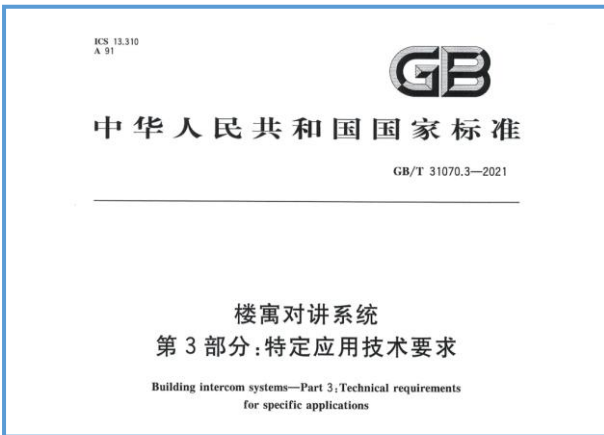 ICS 13.310
A 91
GB
中华人民共和国国家标准
GB/T 31070.3—2021
楼寓对讲系统
第3部分:特定应用技术要求
Building intercom systems—Part 3:Technical requirements
for specific applications